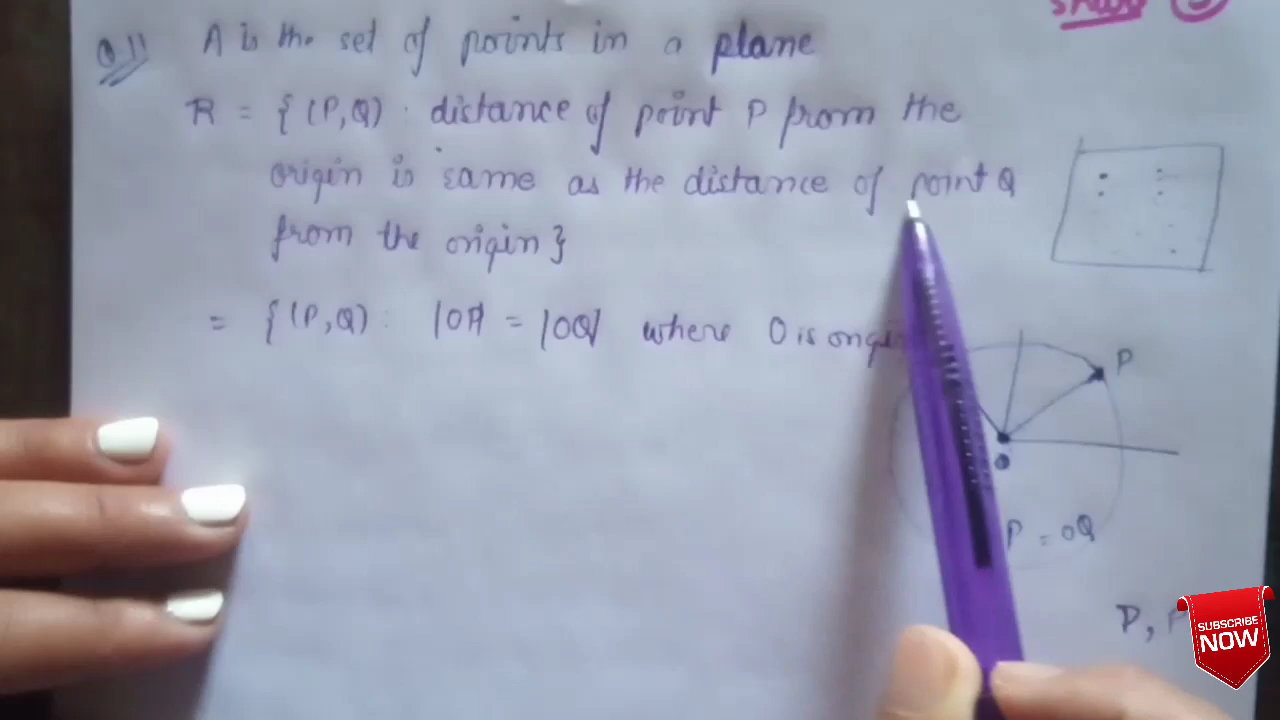 Q 11 A is the set of points in a plane
R = { (P,Q) : distance of point P from the
origin is same as the distance of point Q
from the origin }
= { (P,Q) : |OP| = |OQ| where O is origin
P
O
P = OQ
P,
SUBSCRIBE
NOW